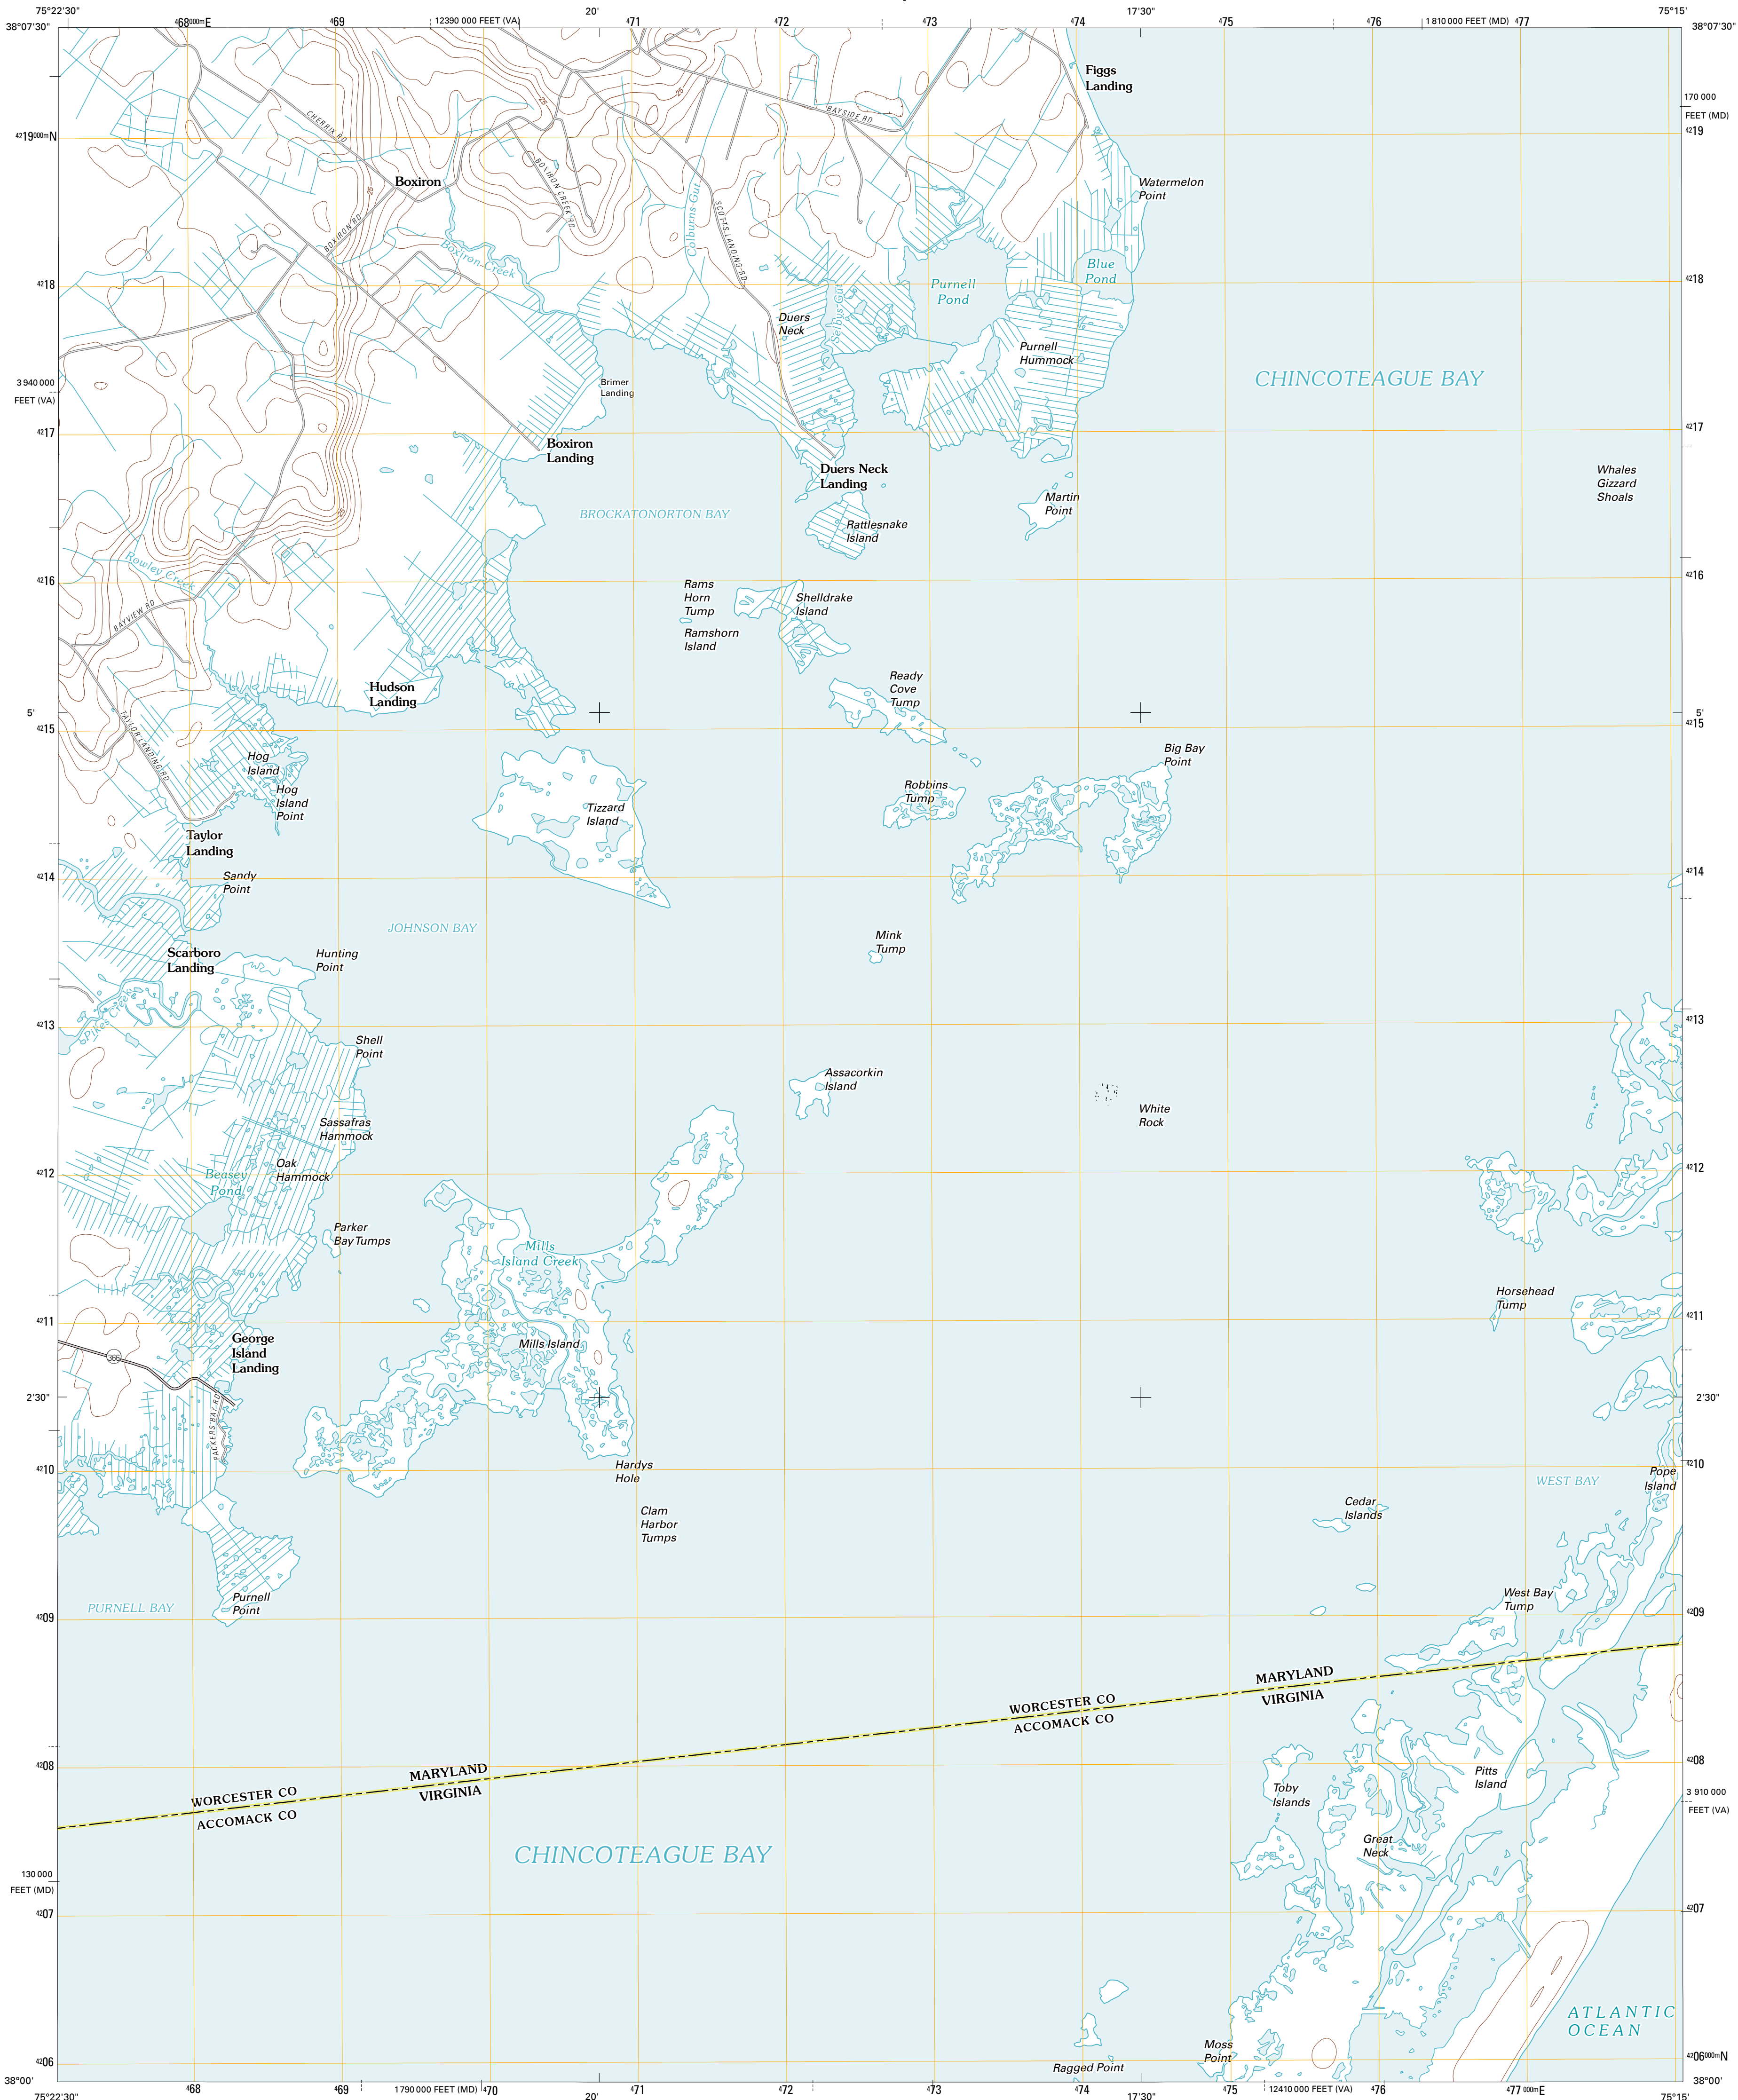 75°22'30"
468000mE
469
12390 000 FEET (VA)
20'
471
472
473
474
17'30"
475
476
1 810 000 FEET (MD)
477
75°15'
38°07'30"
38°07'30"
Figgs
Landing
170 000
FEET (MD)
4219000mN
4219
CHERRIX RD
25
25
BAYSIDE RD
Boxiron
25
BOXIRON CREEK RD
Watermelon
Point
BOXIRON RD
Boxiron Creek
Colburns Gut
SCOTTS LANDING RD
Blue
Pond
Purnell
Pond
4218
4218
Duers
Neck
Selbys Gut
Purnell
Hummock
CHINCOTEAGUE BAY
3 940 000
FEET (VA)
Brimer
Landing
4217
4217
Boxiron
Landing
Duers Neck
Landing
Whales
Gizzard
Shoals
Martin
Point
BROCKATONORTON BAY
25
Rattlesnake
Island
Rowley Creek
4216
4216
Rams
Horn
Tump
Shelldrake
Island
BAYVIEW RD
Ramshorn
Island
Ready
Cove
Tump
Hudson
Landing
5'
5'
TAYLOR LANDING RD
4215
4215
Big Bay
Point
Hog
Island
Hog
Island
Point
Robbins
Tump
Tizzard
Island
Taylor
Landing
Sandy
Point
4214
4214
JOHNSON BAY
Mink
Tump
Scarboro
Landing
Hunting
Point
Pikes Creek
4213
4213
Shell
Point
Assacorkin
Island
White
Rock
Sassafras
Hammock
Oak
Hammock
4212
4212
Beasey
Pond
Parker
Bay Tumps
Mills
Island Creek
Horsehead
Tump
4211
4211
George
Island
Landing
Mills Island
366
2'30"
2'30"
PACKERS BAY RD
4210
4210
Hardys
Hole
WEST BAY
Pope
Island
Clam
Harbor
Tumps
Cedar
Islands
Purnell
Point
PURNELL BAY
West Bay
Tump
4209
4209
MARYLAND
VIRGINIA
WORCESTER CO
ACCOMACK CO
4208
4208
MARYLAND
VIRGINIA
WORCESTER CO
ACCOMACK CO
Pitts
Island
Toby
Islands
3 910 000
FEET (VA)
Great
Neck
CHINCOTEAGUE BAY
130 000
FEET (MD)
4207
4207
ATLANTIC
OCEAN
Moss
Point
Ragged Point
4206
4206000mN
38°00'
38°00'
75°22'30"
468
469
1790 000 FEET (MD)
470
20'
471
472
473
474
17'30"
475
12410 000 FEET (VA)
476
477 000mE
75°15'